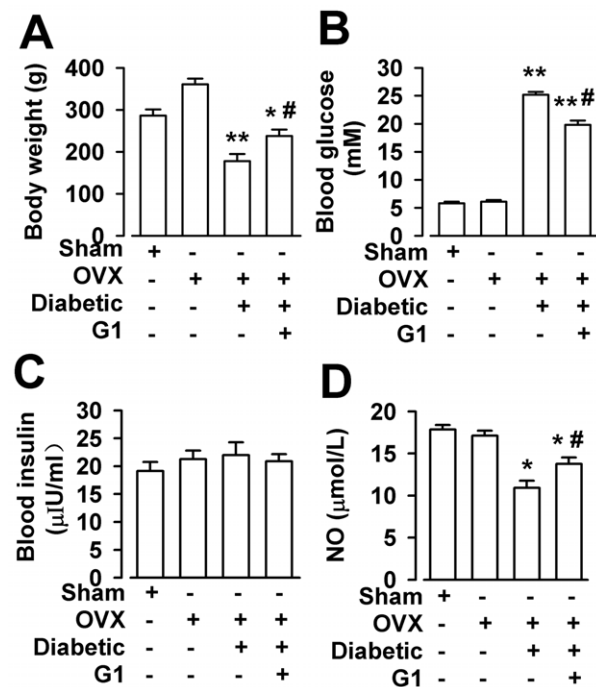 A
Body weight (g)
400
300
200
100
0
**
* #
Sham + - - -
OVX - + + +
Diabetic - - + +
G1 - - - +
B
Blood glucose
(mM)
30
25
20
15
10
5
0
**
** #
Sham + - - -
OVX - + + +
Diabetic - - + +
G1 - - - +
C
Blood insulin
(μIU/ml)
30
25
20
15
10
5
0
Sham + - - -
OVX - + + +
Diabetic - - + +
G1 - - - +
D
NO (μmol/L)
20
15
10
5
0
*
* #
Sham + - - -
OVX - + + +
Diabetic - - + +
G1 - - - +